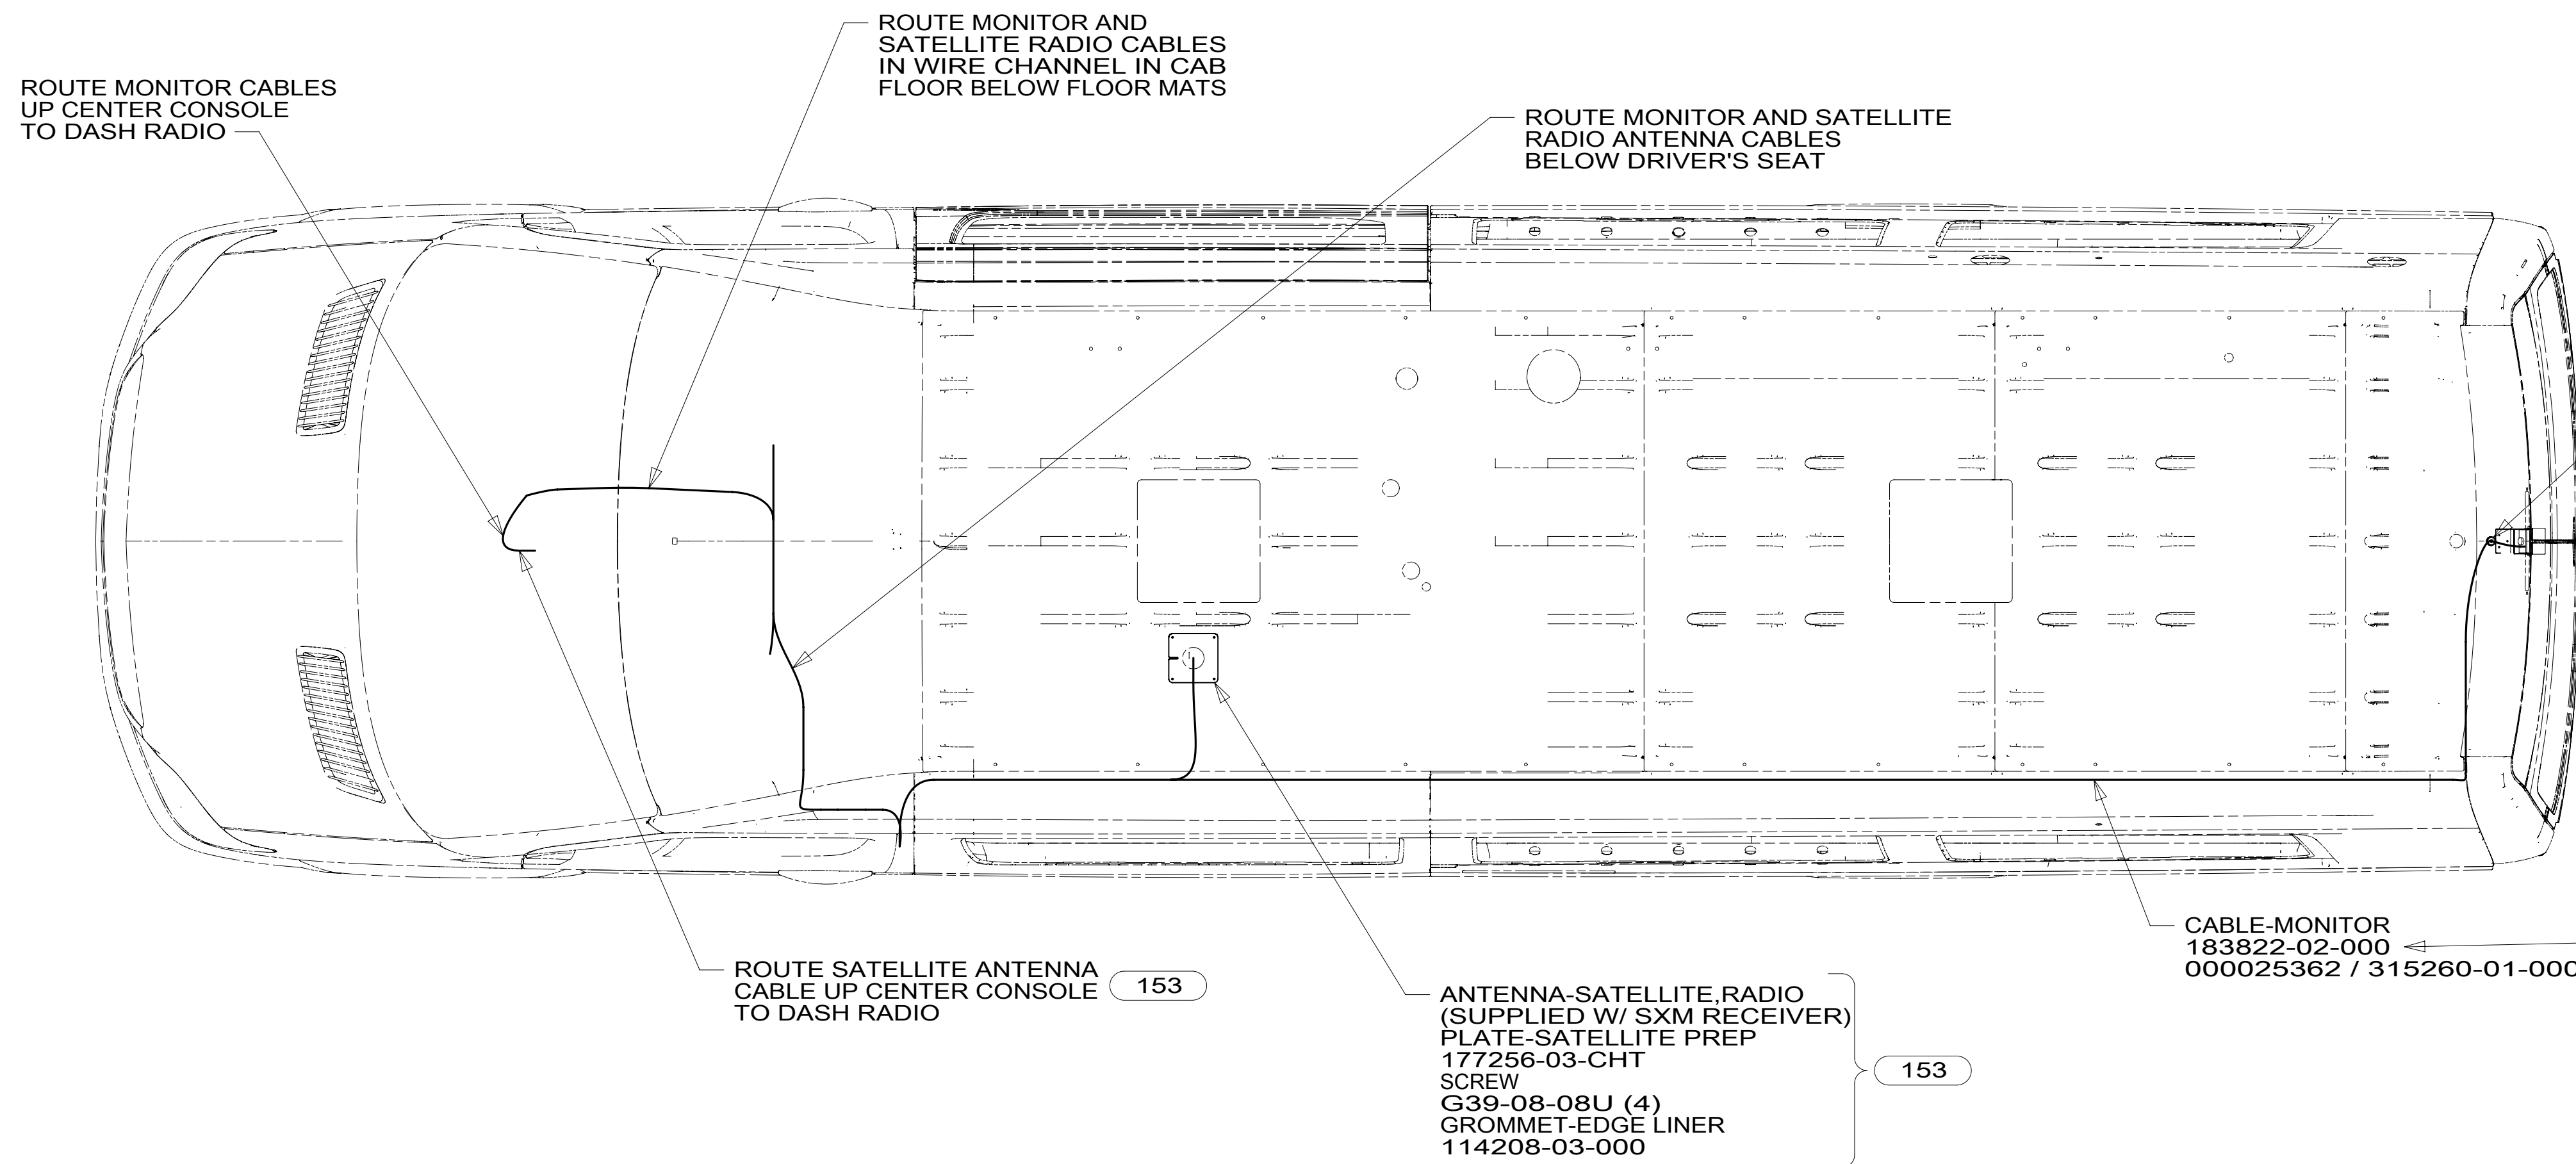 ROUTE MONITOR AND
SATELLITE RADIO CABLES
IN WIRE CHANNEL IN CAB
FLOOR BELOW FLOOR MATS
ROUTE MONITOR CABLES
UP CENTER CONSOLE
TO DASH RADIO
ROUTE MONITOR AND SATELLITE
RADIO ANTENNA CABLES
BELOW DRIVER'S SEAT
CABLE-MONITOR
183822-02-000
000025362 / 315260-01-000
ROUTE SATELLITE ANTENNA
CABLE UP CENTER CONSOLE
TO DASH RADIO
153
ANTENNA-SATELLITE,RADIO
(SUPPLIED W/ SXM RECEIVER)
PLATE-SATELLITE PREP
177256-03-CHT
SCREW
G39-08-08U (4)
GROMMET-EDGE LINER
114208-03-000
153